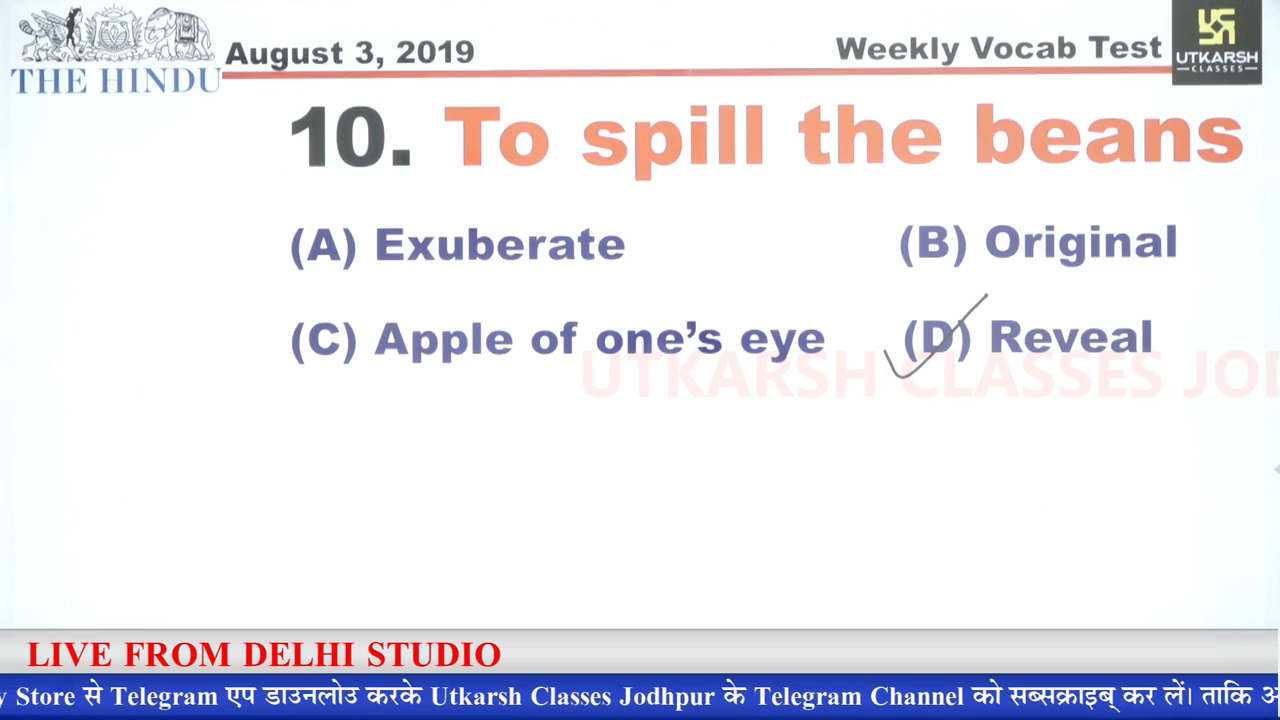 THE HINDU
August 3, 2019
Weekly Vocab Test
UTKARSH
CLASSES
10. To spill the beans
(A) Exuberate
(B) Original
(C) Apple of one's eye
(D) Reveal
UTKARSH CLASSES JOD
LIVE FROM DELHI STUDIO
y Store से Telegram एप डाउनलोउ करके Utkarsh Classes Jodhpur के Telegram Channel को सब्सक्राइब् कर लें। ताकि